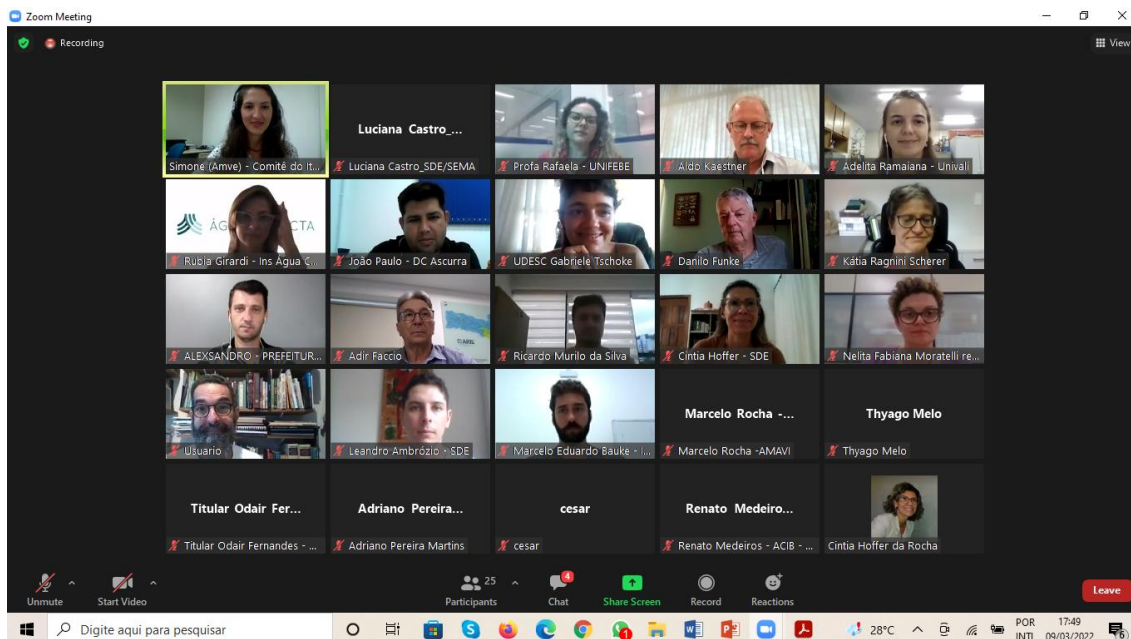 Zoom Meeting
Recording
View
Simone (Amve) - Comitê do It...
Luciana Castro_...
Luciana Castro_SDE/SEMA
Profa Rafaela - UNIFEBE
Aldo Kaestner
Adelita Ramaiana - Univali
ÁG
CTA
Rubia Girardi - Ins Água C...
João Paulo - DC Ascurra
UDESC Gabriele Tschoke
Danilo Funke
Kátia Ragnini Scherer
ALEXSANDRO - PREFEITUR...
Adir Faccio
Ricardo Murilo da Silva
Cintia Hoffer - SDE
Nelita Fabiana Moratelli re...
Usuario
Leandro Ambrózio - SDE
Marcelo Eduardo Bauke - I...
Marcelo Rocha -...
Marcelo Rocha -AMAVI
Thyago Melo
Thyago Melo
Titular Odair Fer...
Titular Odair Fernandes - ...
Adriano Pereira...
Adriano Pereira Martins
cesar
cesar
Renato Medeiro...
Renato Medeiros - ACIB - ...
Cintia Hoffer da Rocha
Unmute
Start Video
25
Participants
4
Chat
Share Screen
Record
Reactions
Leave
Digite aqui para pesquisar
28°C
POR
INTL
17:49
09/03/2022